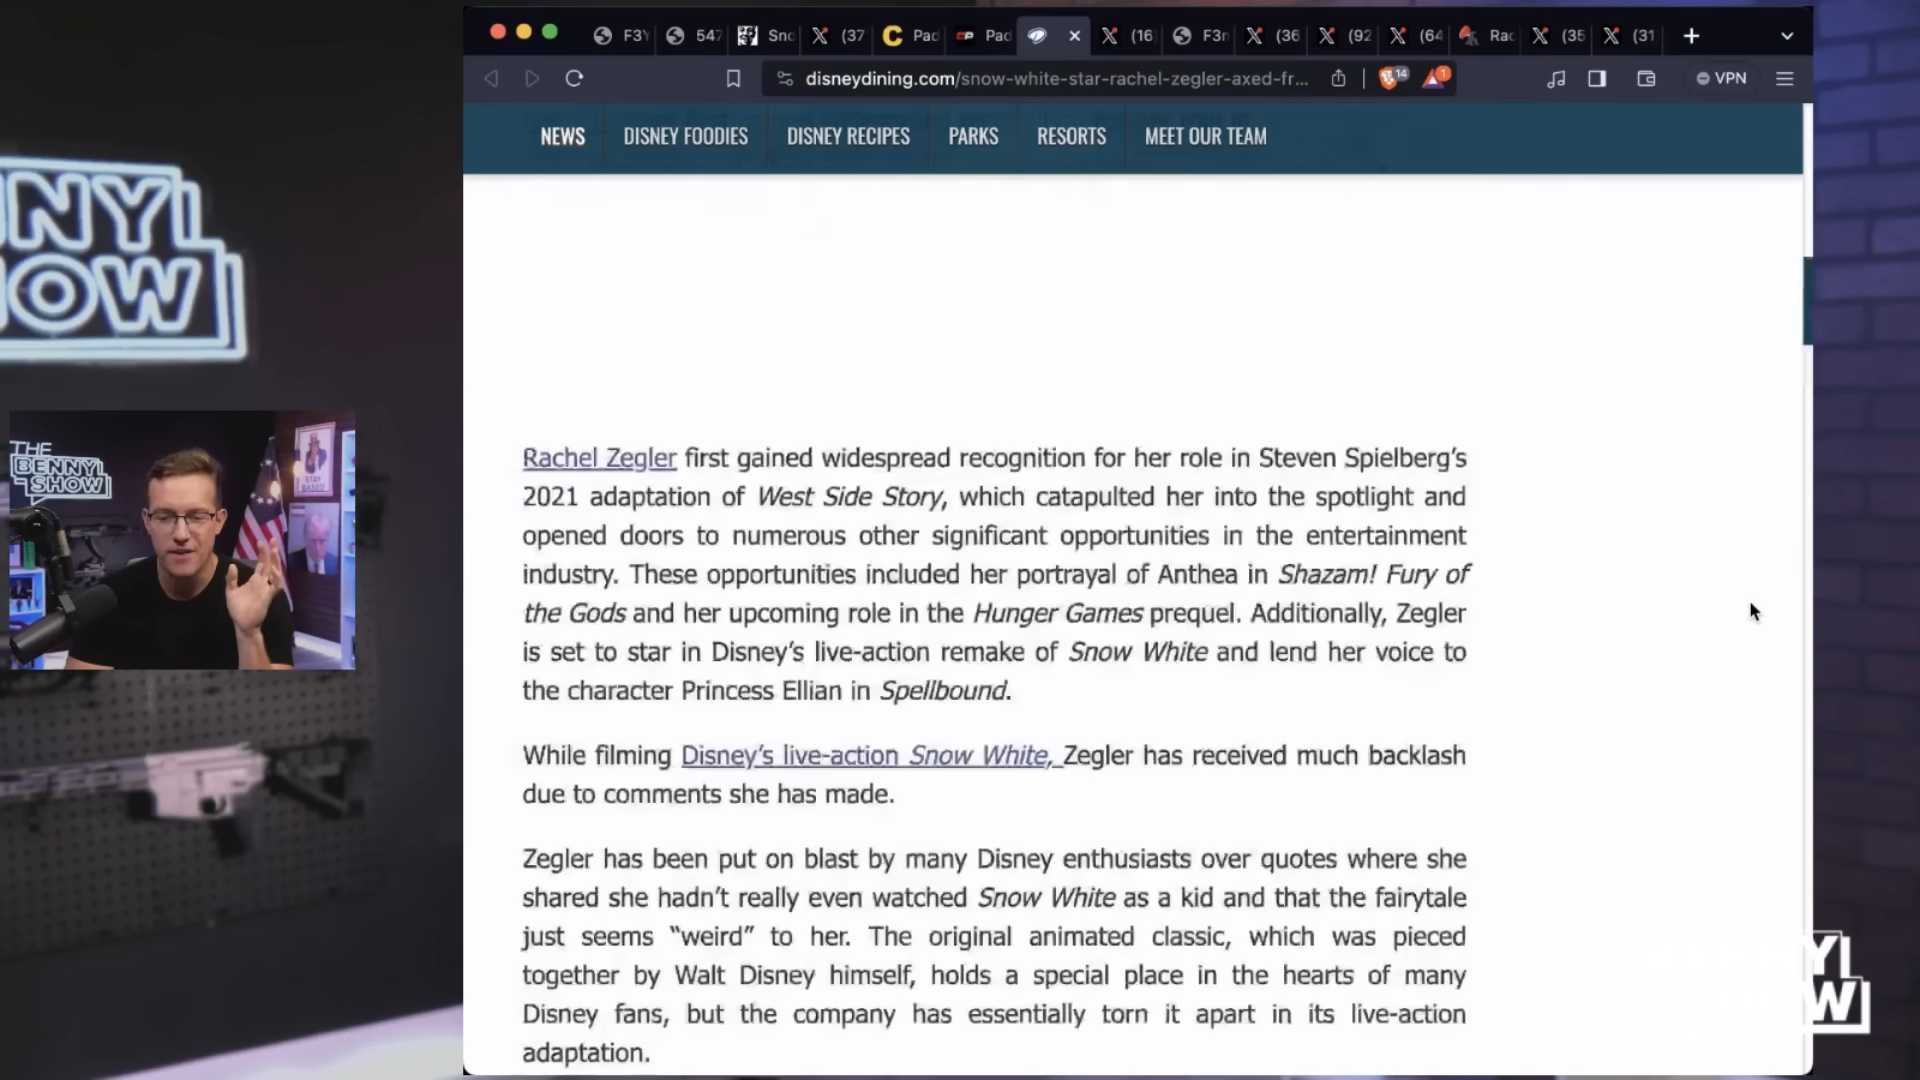 F3Y
547
Sno
(37
Pad
Pad
(16
F3n
(36
(92
(64
Rac
(35
(31
disneydining.com/snow-white-star-rachel-zegler-axed-fr...
14
1
VPN
NEWS
DISNEY FOODIES
DISNEY RECIPES
PARKS
RESORTS
MEET OUR TEAM
NNY
HOW
THE
BENNY
SHOW
STAY
BASED
Rachel Zegler first gained widespread recognition for her role in Steven Spielberg’s
2021 adaptation of West Side Story, which catapulted her into the spotlight and
opened doors to numerous other significant opportunities in the entertainment
industry. These opportunities included her portrayal of Anthea in Shazam! Fury of
the Gods and her upcoming role in the Hunger Games prequel. Additionally, Zegler
is set to star in Disney’s live-action remake of Snow White and lend her voice to
the character Princess Ellian in Spellbound.
While filming Disney’s live-action Snow White, Zegler has received much backlash
due to comments she has made.
Zegler has been put on blast by many Disney enthusiasts over quotes where she
shared she hadn’t really even watched Snow White as a kid and that the fairytale
just seems “weird” to her. The original animated classic, which was pieced
together by Walt Disney himself, holds a special place in the hearts of many
Disney fans, but the company has essentially torn it apart in its live-action
adaptation.